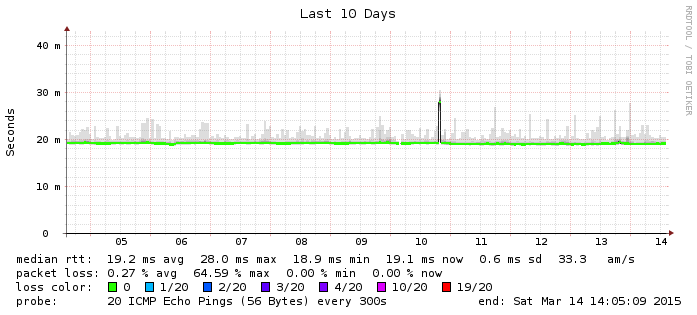 Last 10 Days
RRDTOOL / TOBI OETIKER
Seconds
40 m
30 m
20 m
10 m
0
05 06 07 08 09 10 11 12 13 14
median rtt: 19.2 ms avg 28.0 ms max 18.9 ms min 19.1 ms now 0.6 ms sd 33.3 am/s
packet loss: 0.27 % avg 64.59 % max 0.00 % min 0.00 % now
loss color: 0 1/20 2/20 3/20 4/20 10/20 19/20
probe: 20 ICMP Echo Pings (56 Bytes) every 300s end: Sat Mar 14 14:05:09 2015